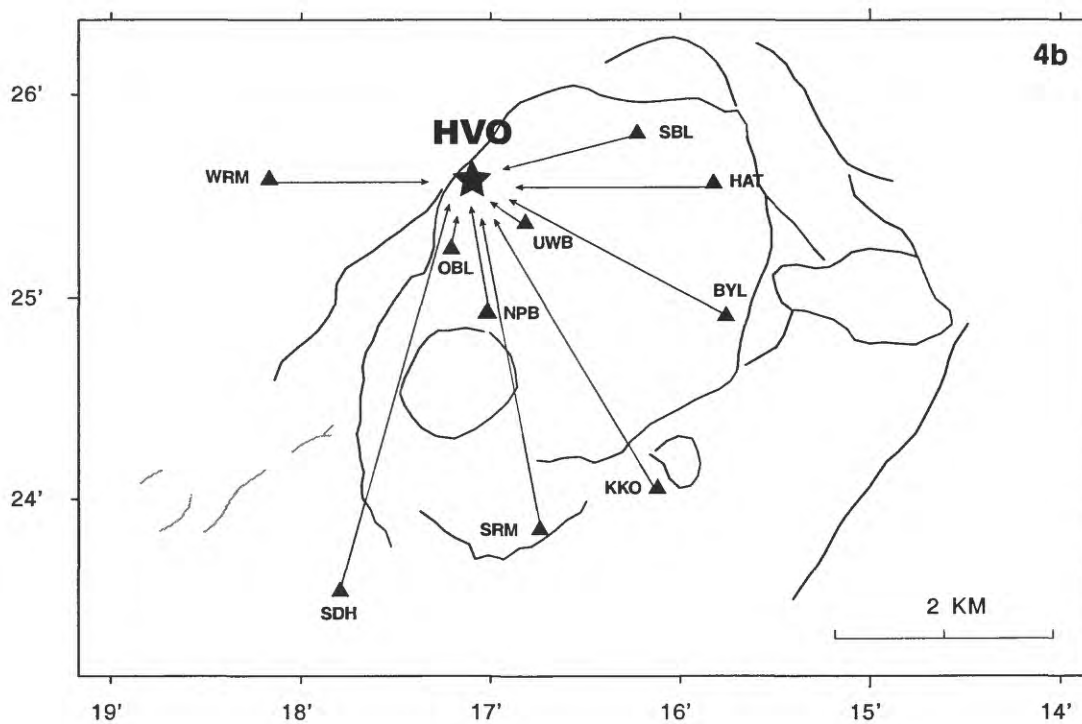 4b
26'
HVO
SBL
WRM
HAT
UWB
OBL
25'
BYL
NPB
24'
KKO
SRM
SDH
2 KM
19'
18'
17'
16'
15'
14'